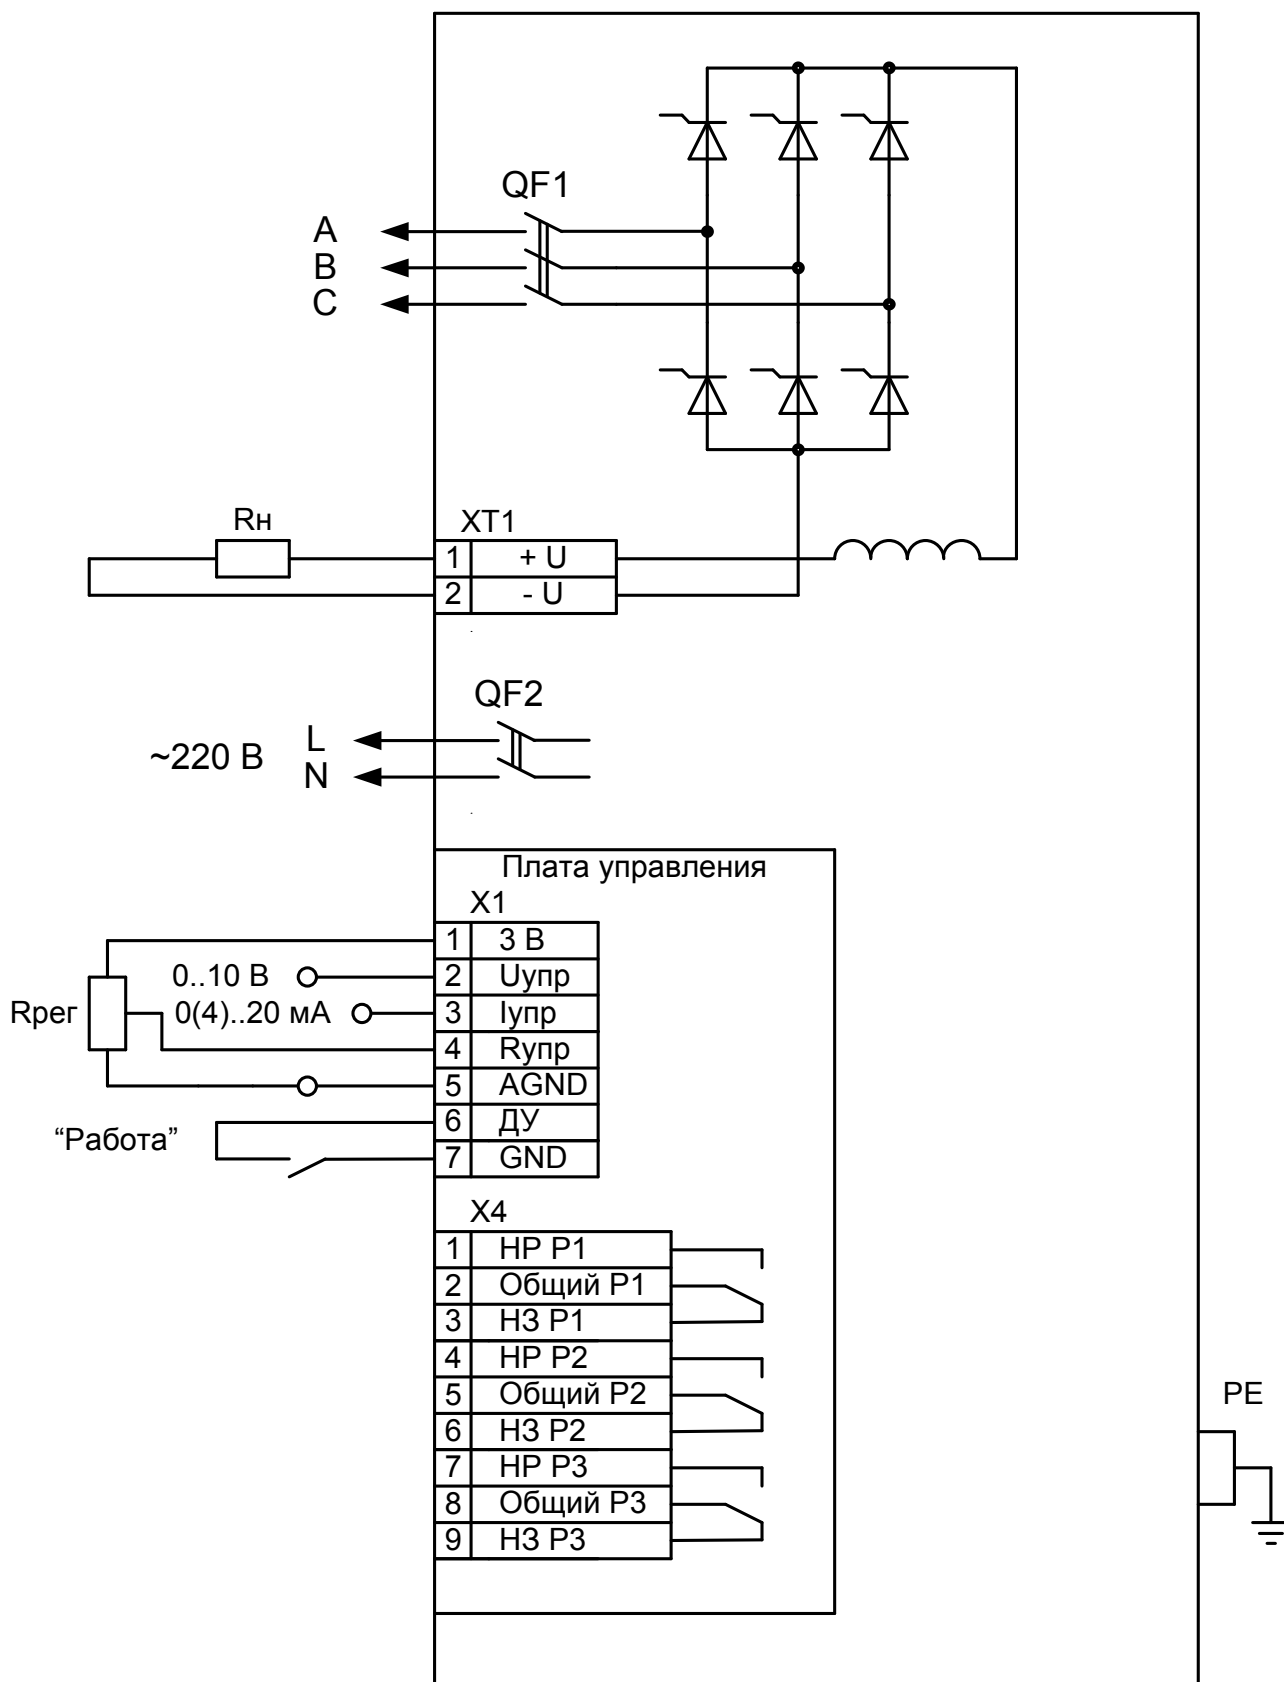 QF1
A
B
C
Rн
XT1
1 + U
2 - U
QF2
~220 В
L
N
Плата управления
X1
1 3 В
0..10 В 2 Uупр
Rрег 0(4)..20 мА 3 Iупр
4 Rупр
5 AGND
6 ДУ
“Работа”
7 GND
X4
1 НР Р1
2 Общий Р1
3 НЗ Р1
4 НР Р2
5 Общий Р2
PE
6 НЗ Р2
7 НР Р3
8 Общий Р3
9 НЗ Р3